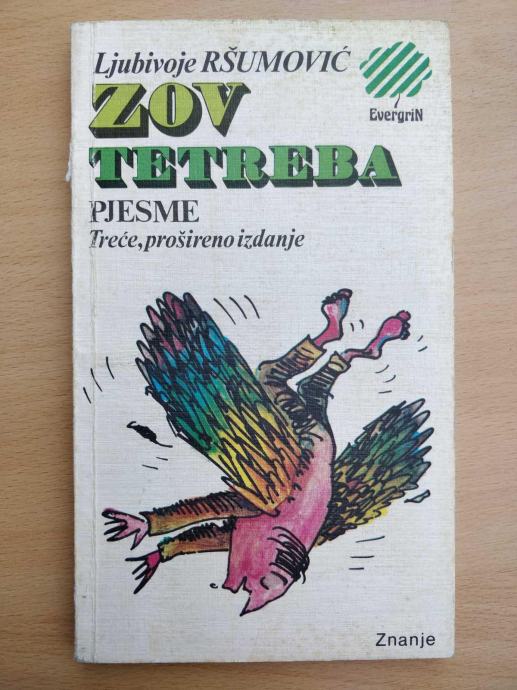 Ljubivoje RŠUMOVIĆ
EvergriN
ZOV
TETREBA
PJESME
Treće, prošireno izdanje
Znanje